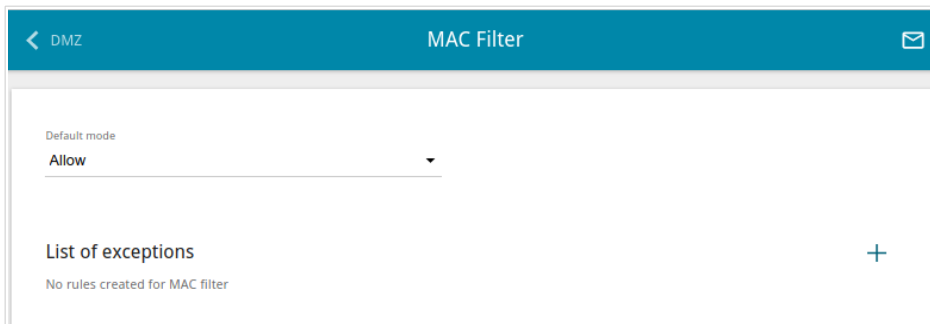 DMZ
MAC Filter
Default mode
Allow
List of exceptions
No rules created for MAC filter